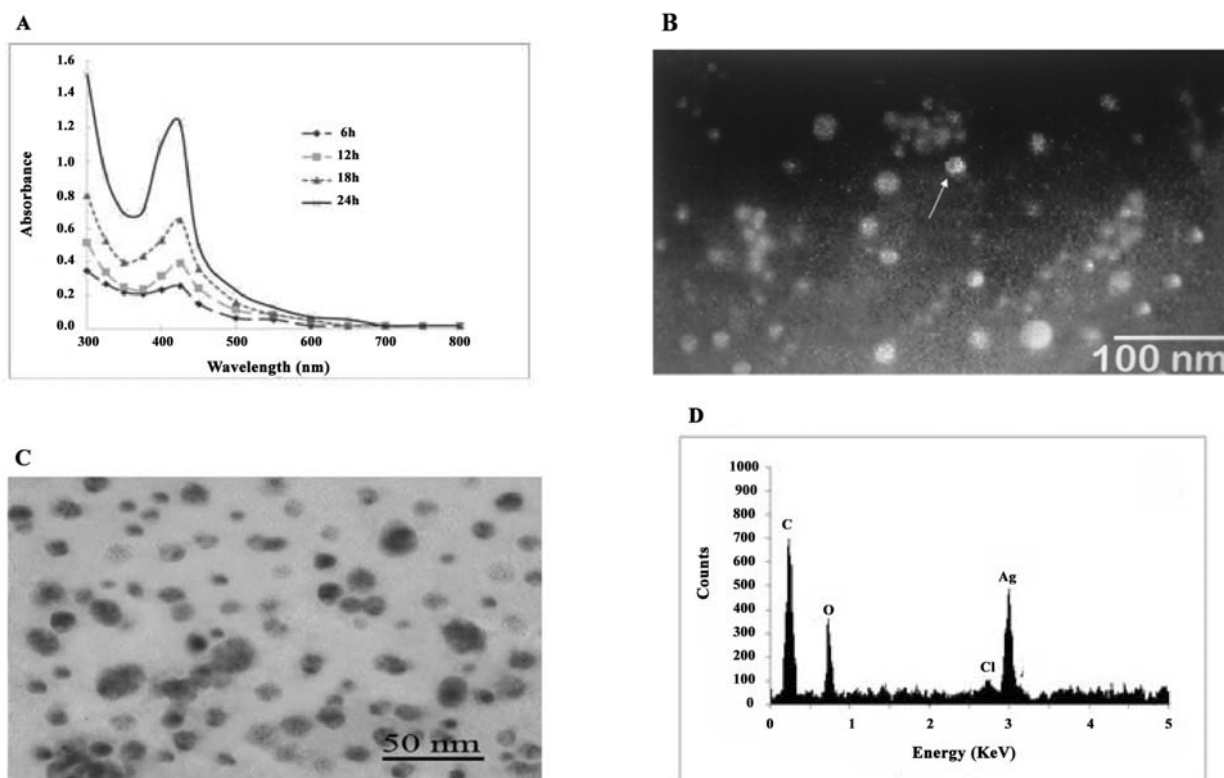 A
1.6
1.4
1.2
1.0
0.8
0.6
0.4
0.2
0.0
Absorbance
300 400 500 600 700 800
Wavelength (nm)
6h
12h
18h
24h
B
100 nm
C
50 nm
D
1000
900
800
700
600
500
400
300
200
100
0
Counts
C
O
Cl
Ag
0 1 2 3 4 5
Energy (KeV)